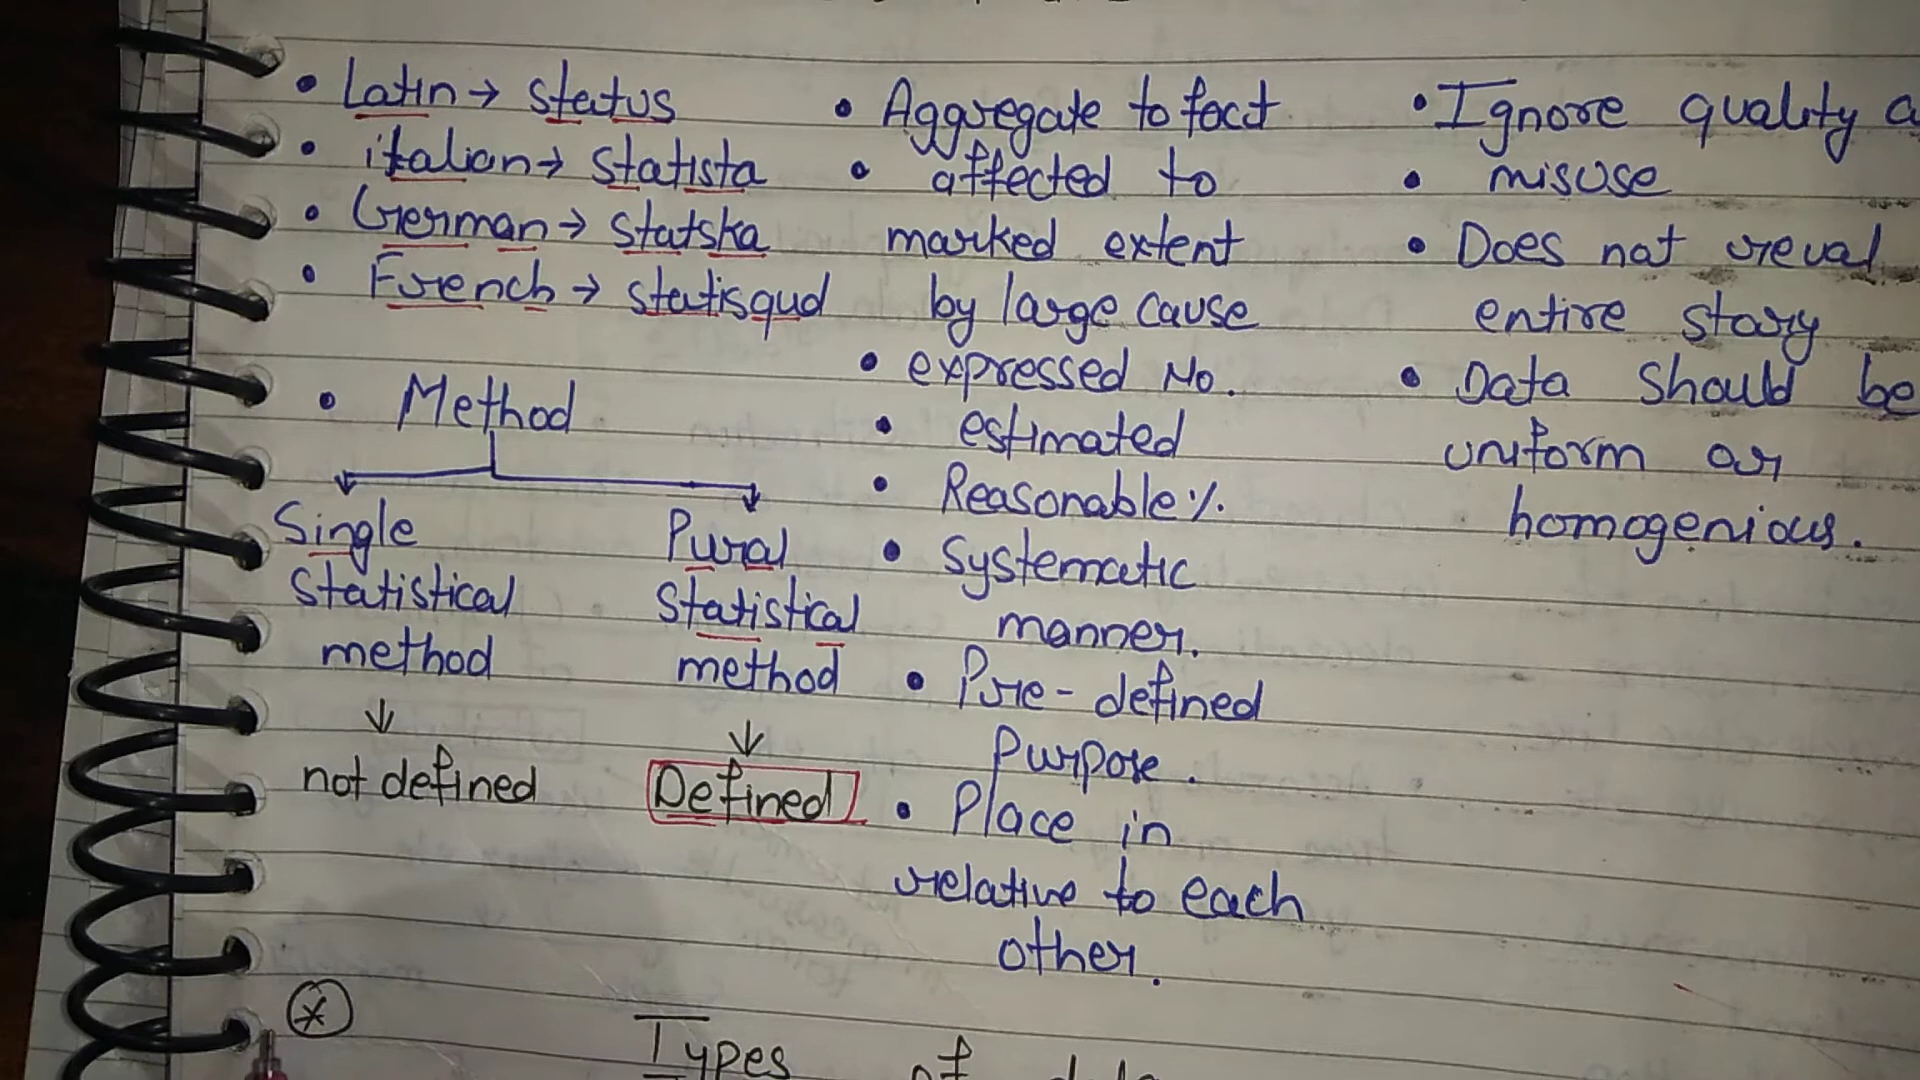 • Latin → status
• italian → statista
• German → statska
• French → statisqud
• Method
Single
Statistical
method
↓
not defined
Pural
Statistical
method
↓
Defined
• Aggregate to fact
• affected to
marked extent
by large cause
• expressed No.
• estimated
• Reasonable %.
• Systematic
manner.
• Pre-defined
Purpose.
• Place in
relative to each
other.
• Ignore quality
• misuse
• Does not reval
entire story
• Data should be
uniform or
homogenious.
Types of